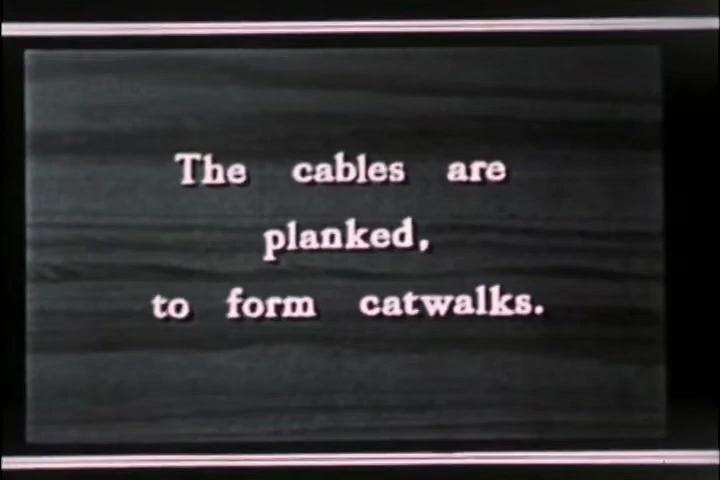 The cables are
planked,
to form catwalks.